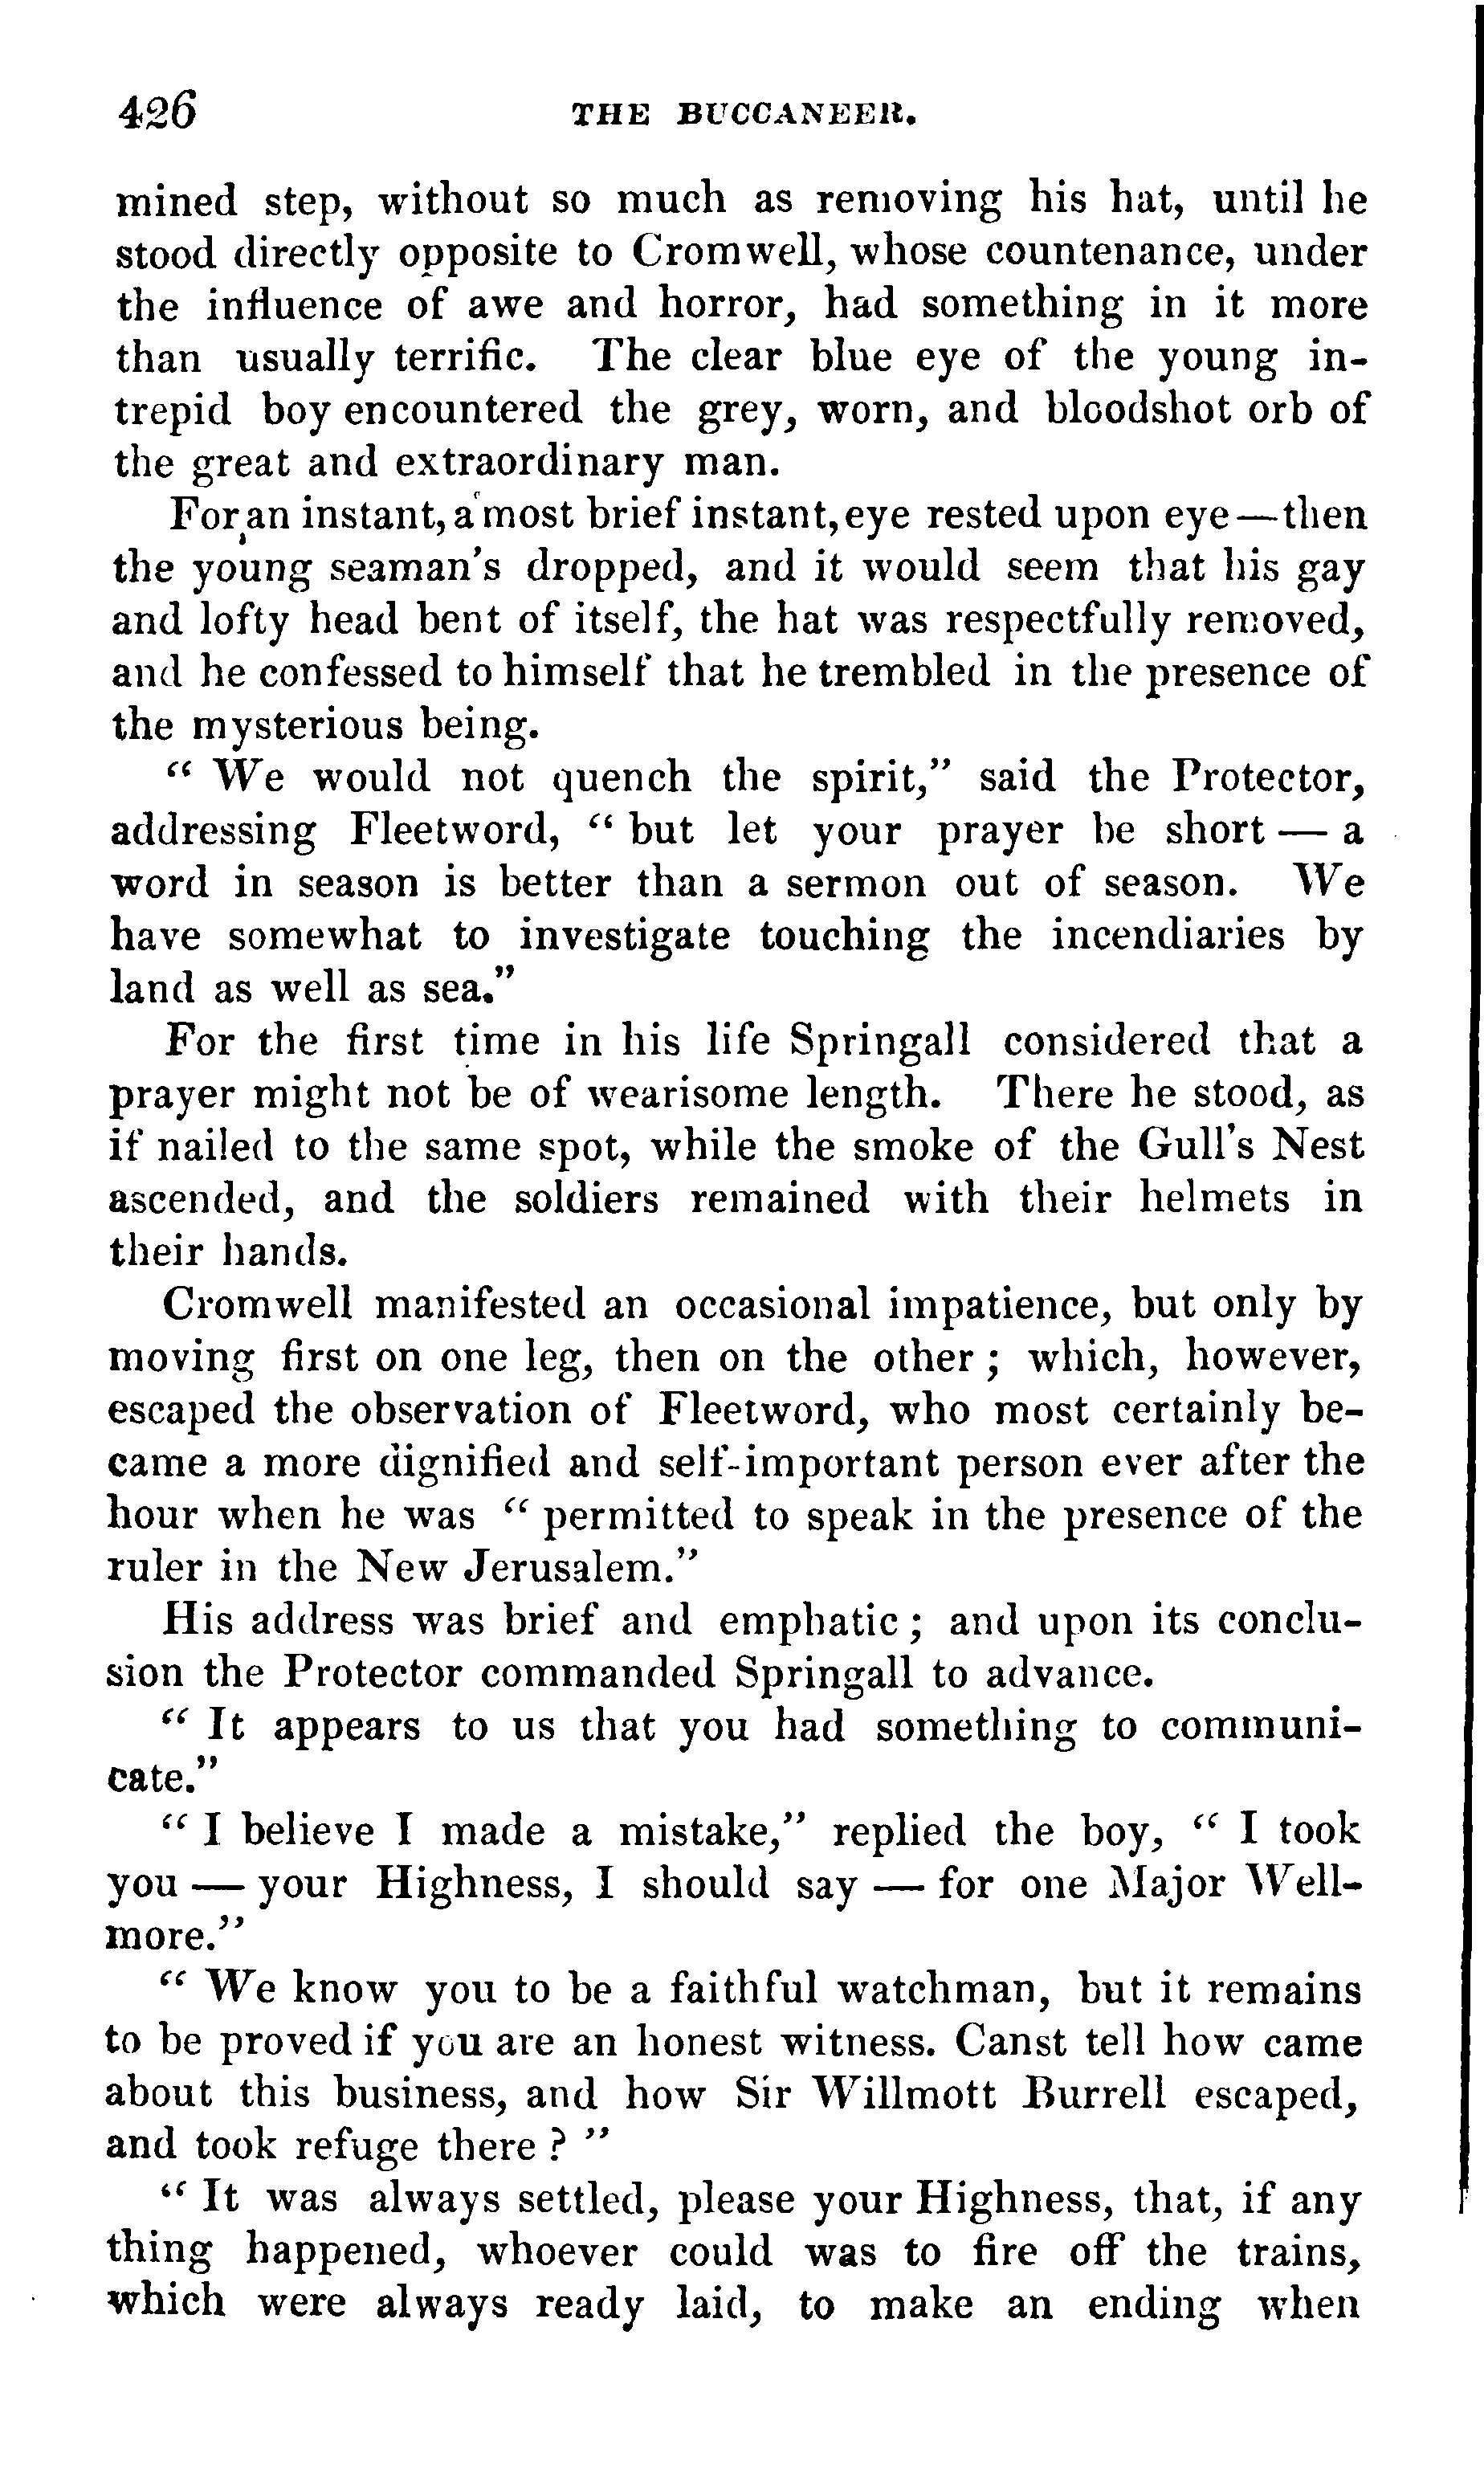 426 THE BUCCANEER.
mined step, without so much as removing his hat, until he
stood directly opposite to Cromwell, whose countenance, under
the influence of awe and horror, had something in it more
than usually terrific. The clear blue eye of the young in-
trepid boy encountered the grey, worn, and bloodshot orb of
the great and extraordinary man.
For an instant, a most brief instant, eye rested upon eye—then
the young seaman's dropped, and it would seem that his gay
and lofty head bent of itself, the hat was respectfully removed,
and he confessed to himself that he trembled in the presence of
the mysterious being.
“ We would not quench the spirit,” said the Protector,
addressing Fleetword, “ but let your prayer be short — a
word in season is better than a sermon out of season. We
have somewhat to investigate touching the incendiaries by
land as well as sea.”
For the first time in his life Springall considered that a
prayer might not be of wearisome length. There he stood, as
if nailed to the same spot, while the smoke of the Gull's Nest
ascended, and the soldiers remained with their helmets in
their hands.
Cromwell manifested an occasional impatience, but only by
moving first on one leg, then on the other ; which, however,
escaped the observation of Fleetword, who most certainly be-
came a more dignified and self-important person ever after the
hour when he was “ permitted to speak in the presence of the
ruler in the New Jerusalem.”
His address was brief and emphatic ; and upon its conclu-
sion the Protector commanded Springall to advance.
“ It appears to us that you had something to communi-
cate.”
“ I believe I made a mistake,” replied the boy, “ I took
you — your Highness, I should say — for one Major Well-
more.”
“ We know you to be a faithful watchman, but it remains
to be proved if you are an honest witness. Canst tell how came
about this business, and how Sir Willmott Burrell escaped,
and took refuge there ? ”
“ It was always settled, please your Highness, that, if any
thing happened, whoever could was to fire off the trains,
which were always ready laid, to make an ending when